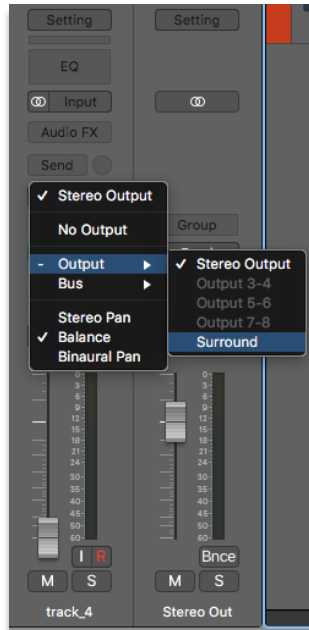 Setting
Setting
EQ
Input
Audio FX
Send
✓ Stereo Output
No Output
Group
- Output ▶
Bus ▶
Stereo Pan
✓ Balance
Binaural Pan
✓ Stereo Output
Output 3-4
Output 5-6
Output 7-8
Surround
0
3
6
9
12
15
18
21
24
30
35
40
45
50
60
0
3
6
9
12
15
18
21
24
30
35
40
45
50
60
I R
Bnce
M S
M S
track_4
Stereo Out